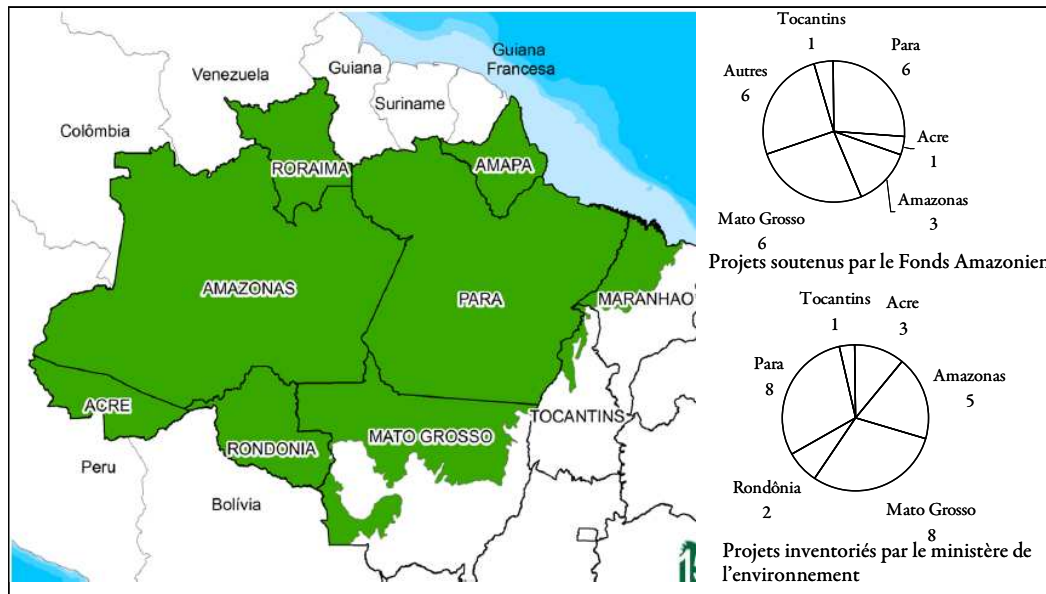 Venezuela
Guiana
Guiana
Francesa
Suriname
Colômbia
RORAIMA
AMAPA
AMAZONAS
PARA
MARANHAO
ACRE
RONDONIA
MATO GROSSO
TOCANTINS
Peru
Bolívia
Tocantins
1
Para
6
Autres
6
Acre
1
Amazonas
3
Mato Grosso
6
Projets soutenus par le Fonds Amazonien
Tocantins
1
Acre
3
Para
8
Amazonas
5
Rondônia
2
Mato Grosso
8
Projets inventoriés par le ministère de
l'environnement